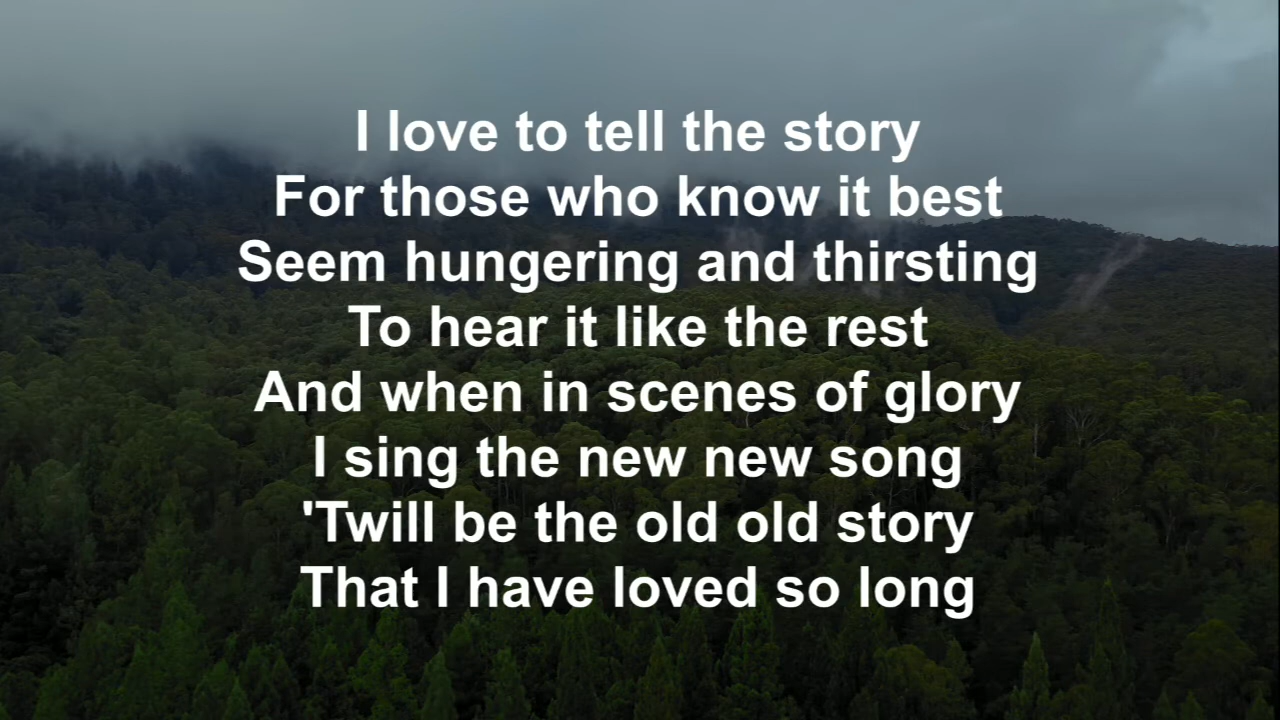 I love to tell the story
For those who know it best
Seem hungering and thirsting
To hear it like the rest
And when in scenes of glory
I sing the new new song
'Twill be the old old story
That I have loved so long